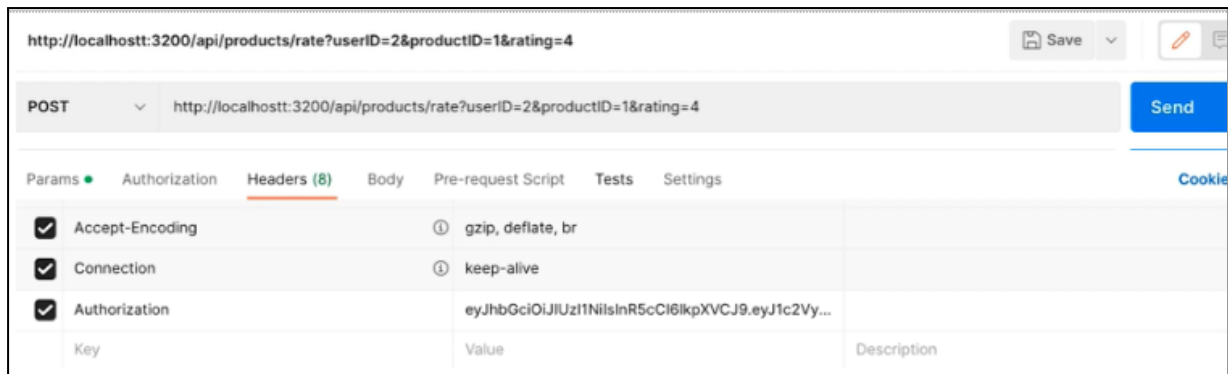 http://localhostt:3200/api/products/rate?userID=2&productID=1&rating=4 Save
POST http://localhostt:3200/api/products/rate?userID=2&productID=1&rating=4 Send
Params Authorization Headers (8) Body Pre-request Script Tests Settings Cookie
Accept-Encoding gzip, deflate, br
Connection keep-alive
Authorization eyJhbGciOiJIUzI1NiIsInR5cCI6IkpXVCJ9.eyJ1c2Vy...
Key Value Description